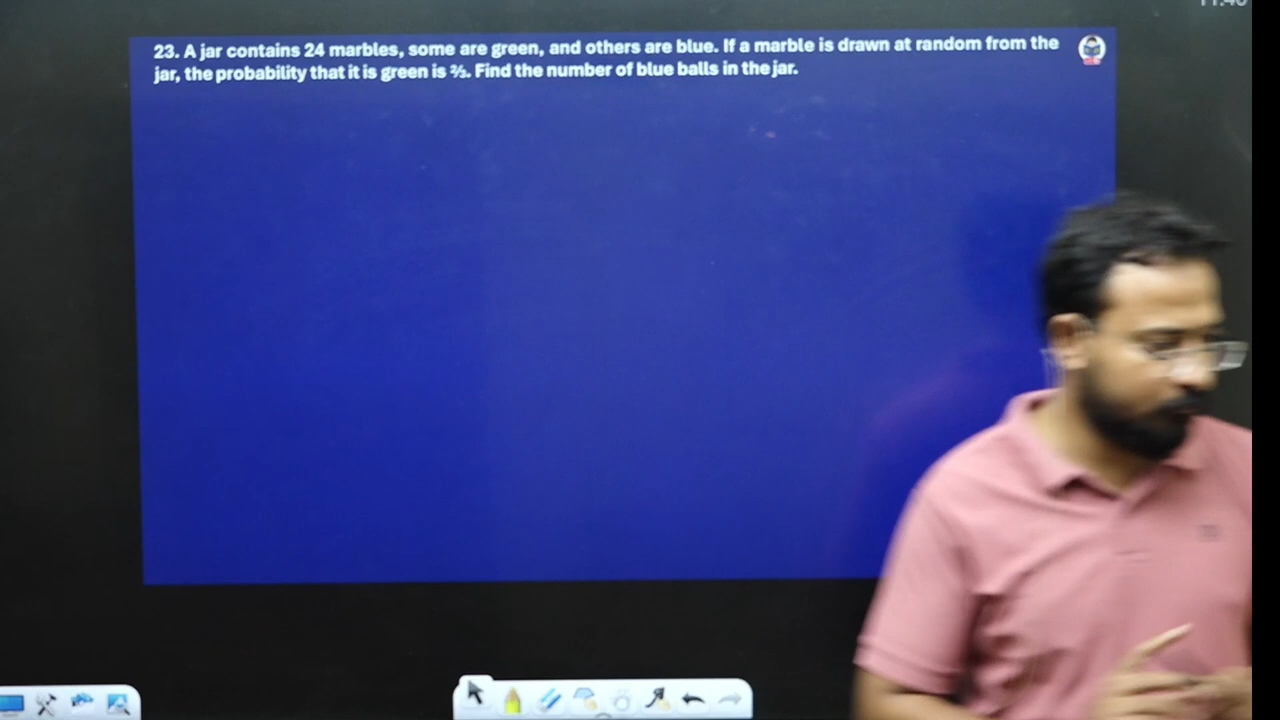 23. A jar contains 24 marbles, some are green, and others are blue. If a marble is drawn at random from the
jar, the probability that it is green is ⅔. Find the number of blue balls in the jar.